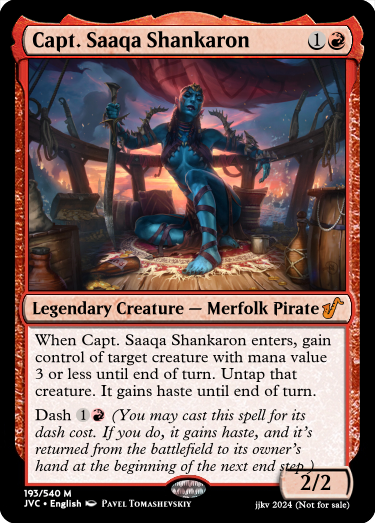 Capt. Saaqa Shankaron 1
Legendary Creature — Merfolk Pirate
When Capt. Saaqa Shankaron enters, gain
control of target creature with mana value
3 or less until end of turn. Untap that
creature. It gains haste until end of turn.
Dash 1 (You may cast this spell for its
dash cost. If you do, it gains haste, and it's
returned from the battlefield to its owner's
hand at the beginning of the next end step.)
2/2
193/540 M
JVC • English Pavel Tomashevskiy
jjkv 2024 (Not for sale)